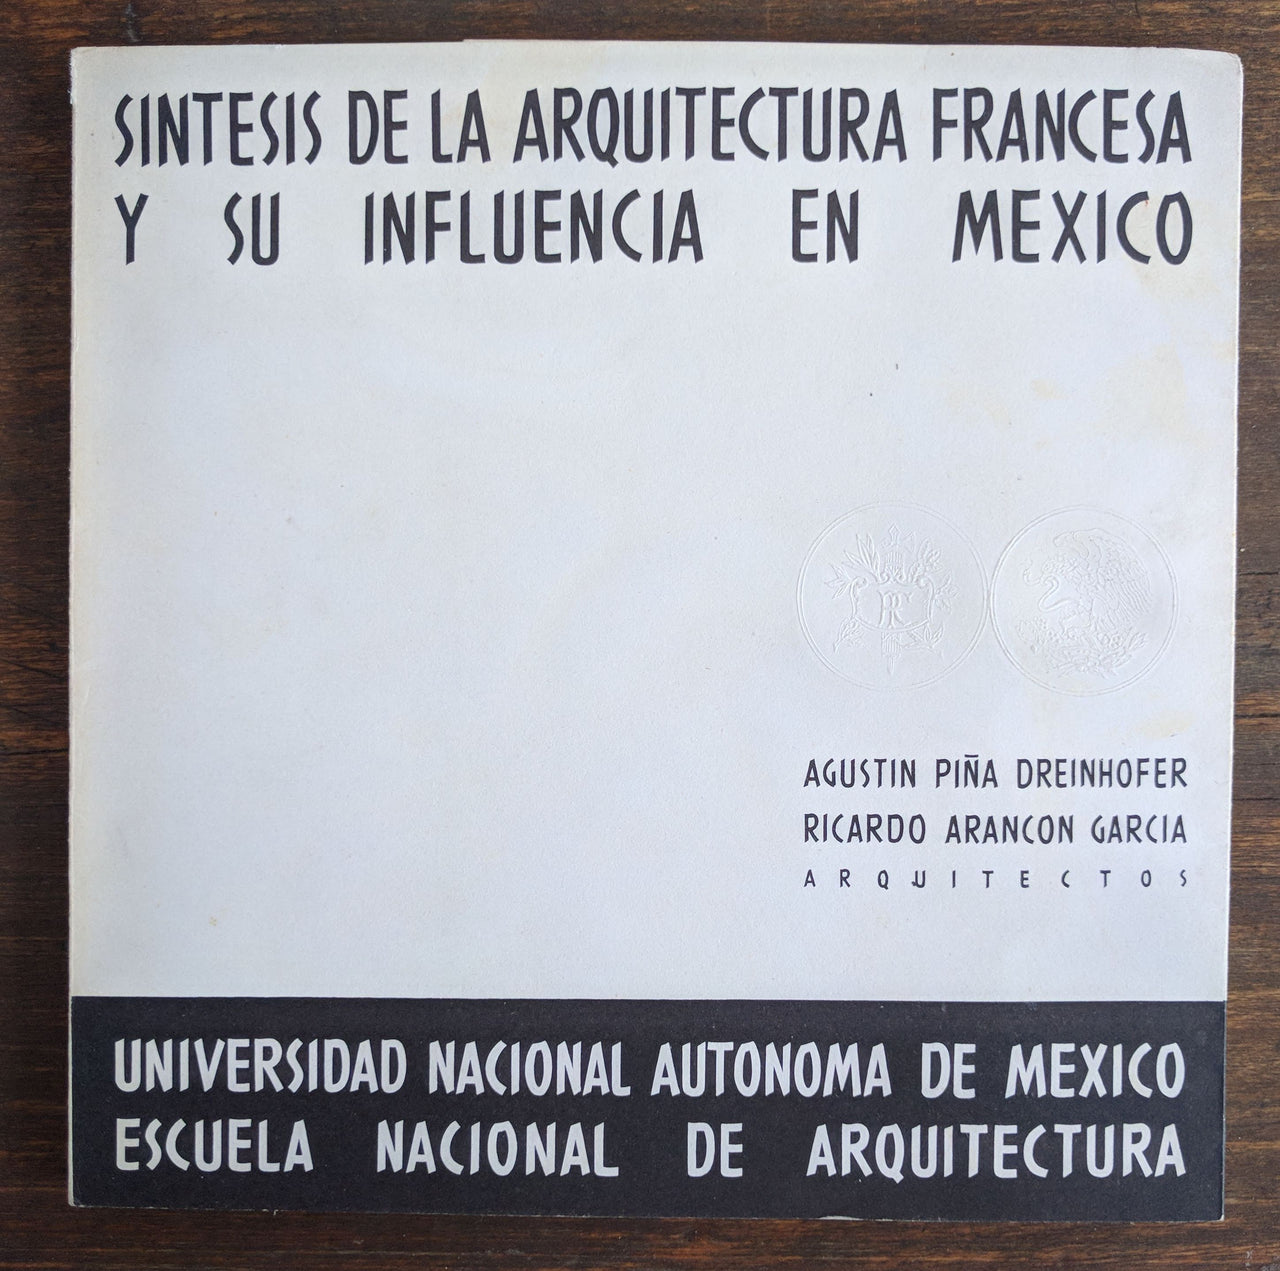 SINTESIS DE LA ARQUITECTURA FRANCESA
Y SU INFLUENCIA EN MEXICO
RF
AGUSTIN PIÑA DREINHOFER
RICARDO ARANCON GARCIA
ARQUITECTOS
UNIVERSIDAD NACIONAL AUTONOMA DE MEXICO
ESCUELA NACIONAL DE ARQUITECTURA